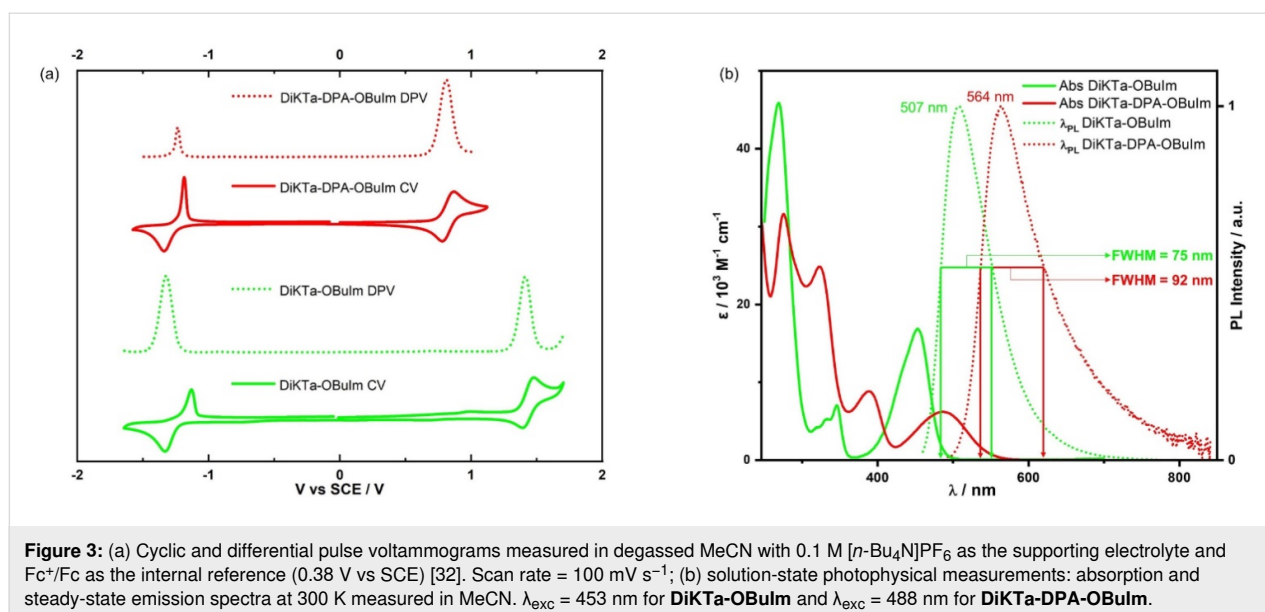 -2 -1 0 1 2
(a)
DiKTa-DPA-OBuIm DPV
DiKTa-DPA-OBuIm CV
DiKTa-OBuIm DPV
DiKTa-OBuIm CV
-2 -1 0 1 2
V vs SCE / V
(b)
Abs DiKTa-OBuIm
Abs DiKTa-DPA-OBuIm
λPL DiKTa-OBuIm
λPL DiKTa-DPA-OBuIm
507 nm
564 nm
FWHM = 75 nm
FWHM = 92 nm
40
20
0
ε / 10³ M⁻¹ cm⁻¹
1
0
PL Intensity / a.u.
400 600 800
λ / nm
Figure 3: (a) Cyclic and differential pulse voltammograms measured in degassed MeCN with 0.1 M [n-Bu₄N]PF₆ as the supporting electrolyte and
Fc⁺/Fc as the internal reference (0.38 V vs SCE) [32]. Scan rate = 100 mV s⁻¹; (b) solution-state photophysical measurements: absorption and
steady-state emission spectra at 300 K measured in MeCN. λexc = 453 nm for DiKTa-OBuIm and λexc = 488 nm for DiKTa-DPA-OBuIm.